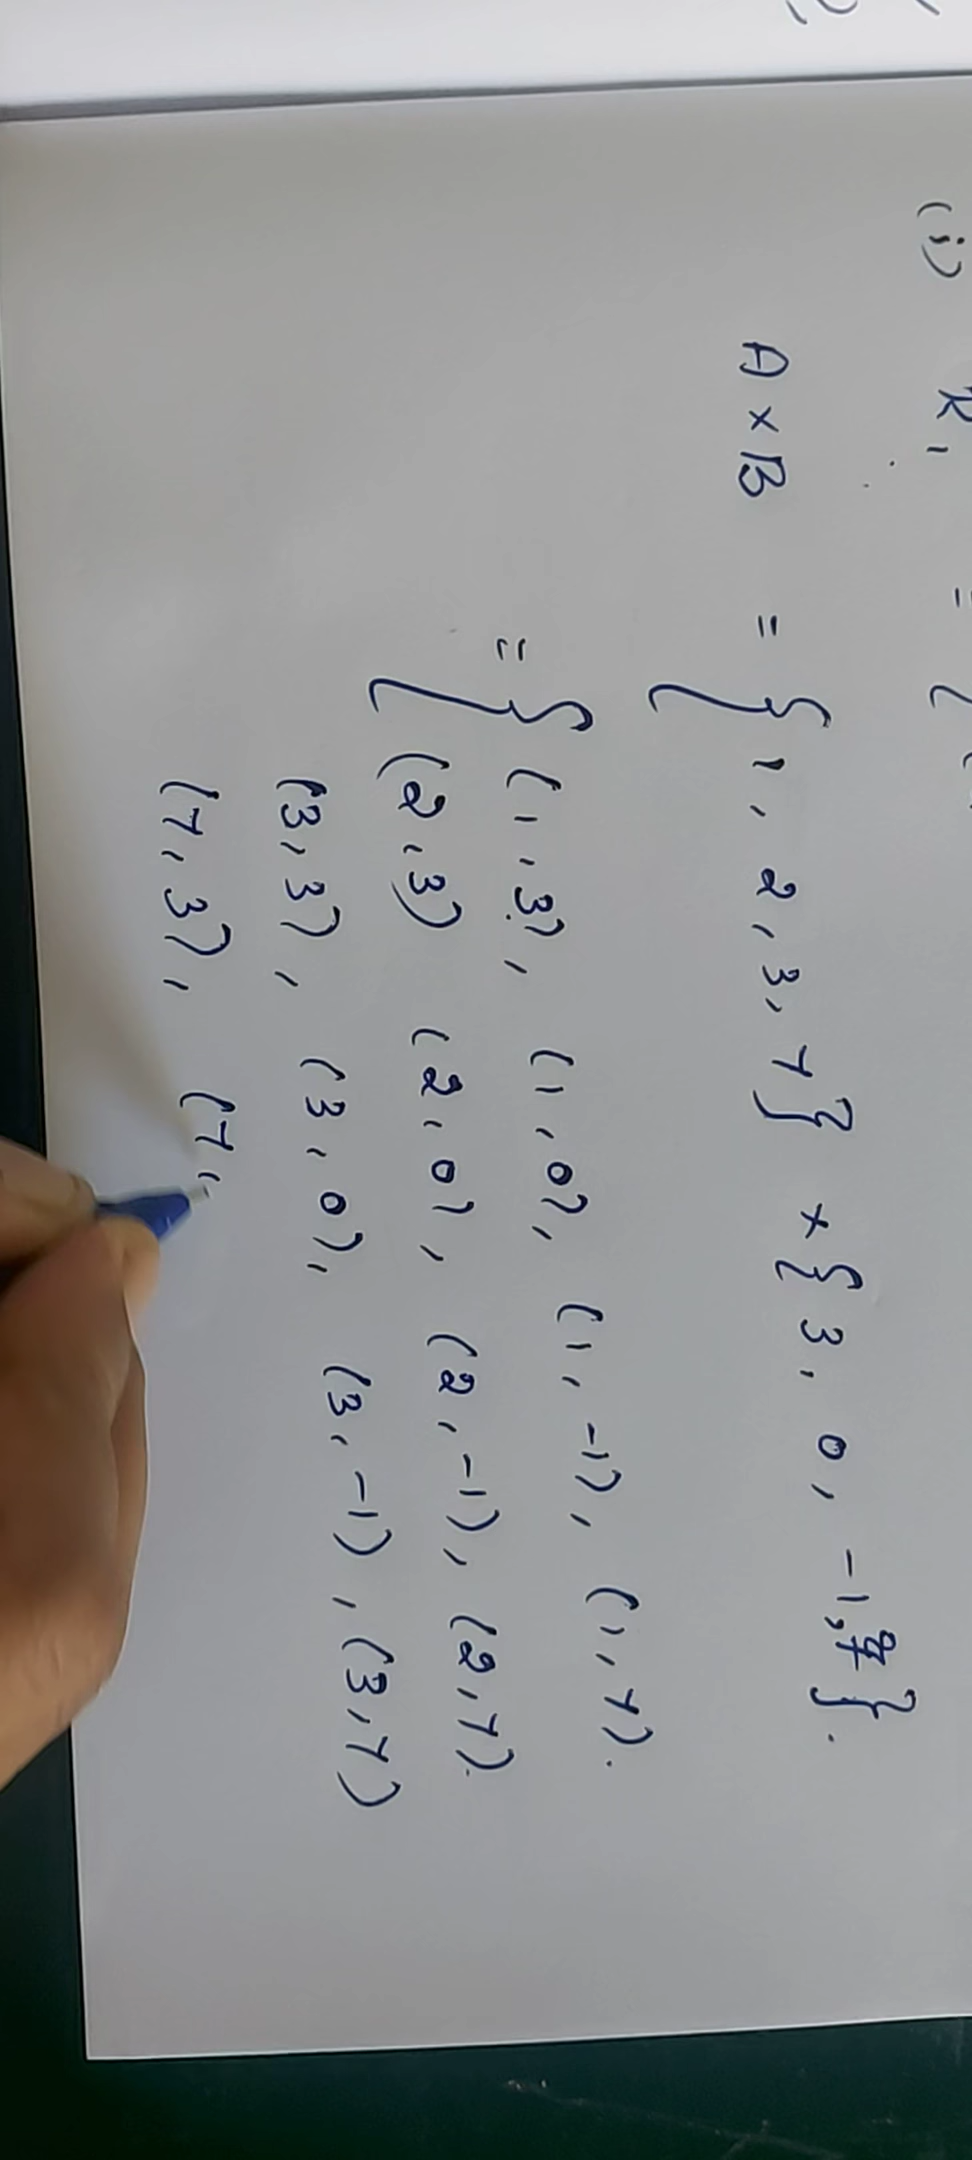 (i) R1 = {
A × B = {1, 2, 3, 7} × {3, 0, -1, 7}.
= {(1, 3), (1, 0), (1, -1), (1, 7).
(2, 3) (2, 0), (2, -1), (2, 7).
(3, 3), (3, 0), (3, -1), (3, 7)
(7, 3), (7,